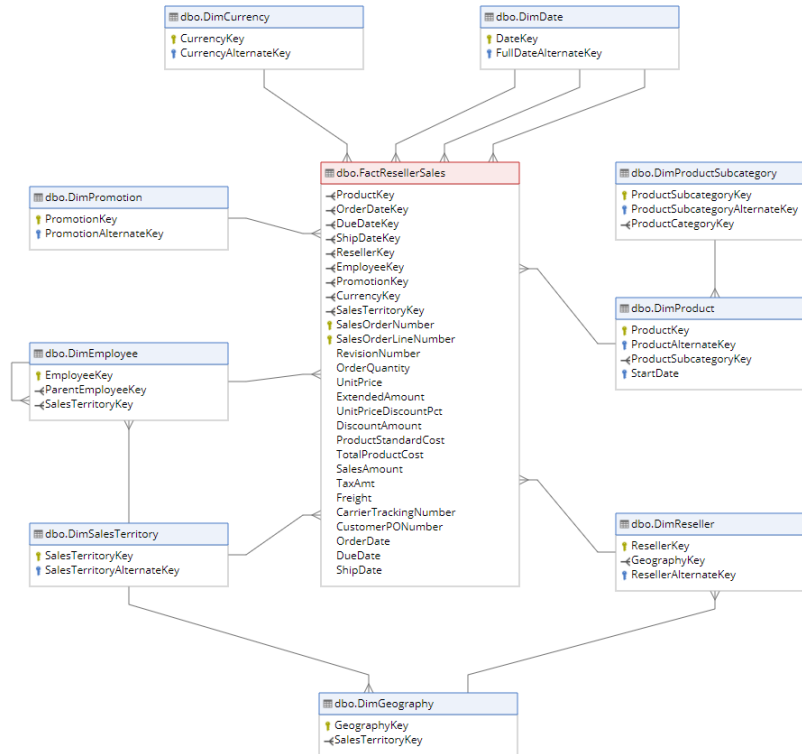 dbo.DimCurrency
CurrencyKey
CurrencyAlternateKey
dbo.DimDate
DateKey
FullDateAlternateKey
dbo.FactResellerSales
ProductKey
OrderDateKey
DueDateKey
ShipDateKey
ResellerKey
EmployeeKey
PromotionKey
CurrencyKey
SalesTerritoryKey
SalesOrderNumber
SalesOrderLineNumber
RevisionNumber
OrderQuantity
UnitPrice
ExtendedAmount
UnitPriceDiscountPct
DiscountAmount
ProductStandardCost
TotalProductCost
SalesAmount
TaxAmt
Freight
CarrierTrackingNumber
CustomerPONumber
OrderDate
DueDate
ShipDate
dbo.DimProductSubcategory
ProductSubcategoryKey
ProductSubcategoryAlternateKey
ProductCategoryKey
dbo.DimPromotion
PromotionKey
PromotionAlternateKey
dbo.DimProduct
ProductKey
ProductAlternateKey
ProductSubcategoryKey
StartDate
dbo.DimEmployee
EmployeeKey
ParentEmployeeKey
SalesTerritoryKey
dbo.DimSalesTerritory
SalesTerritoryKey
SalesTerritoryAlternateKey
dbo.DimReseller
ResellerKey
GeographyKey
ResellerAlternateKey
dbo.DimGeography
GeographyKey
SalesTerritoryKey